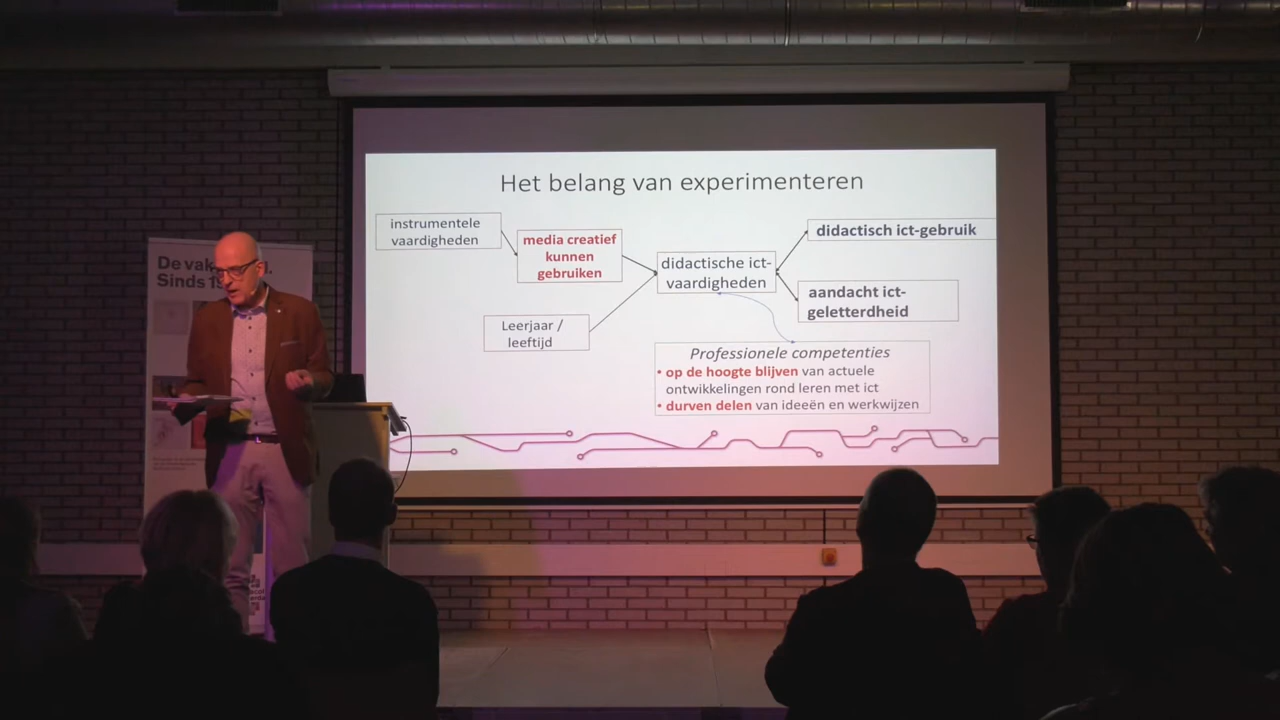 Het belang van experimenteren
instrumentele
vaardigheden
media creatief
kunnen
gebruiken
Leerjaar /
leeftijd
didactische ict-
vaardigheden
didactisch ict-gebruik
aandacht ict-
geletterdheid
Professionele competenties
• op de hoogte blijven van actuele
ontwikkelingen rond leren met ict
• durven delen van ideeën en werkwijzen
De
Sinds